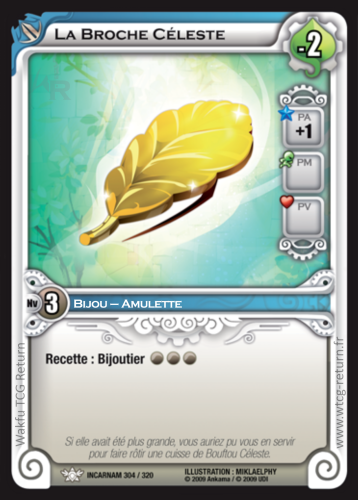 La Broche Céleste
-2
PA
+1
PM
PV
Nv 3 Bijou – Amulette
Recette : Bijoutier
Si elle avait été plus grande, vous auriez pu vous en servir
pour faire rôtir une cuisse de Bouftou Céleste.
INCARNAM 304 / 320
ILLUSTRATION : MIKLAELPHY
© 2009 Ankama / © 2009 UDI
Wakfu TCG Return
www.wtcg-return.fr